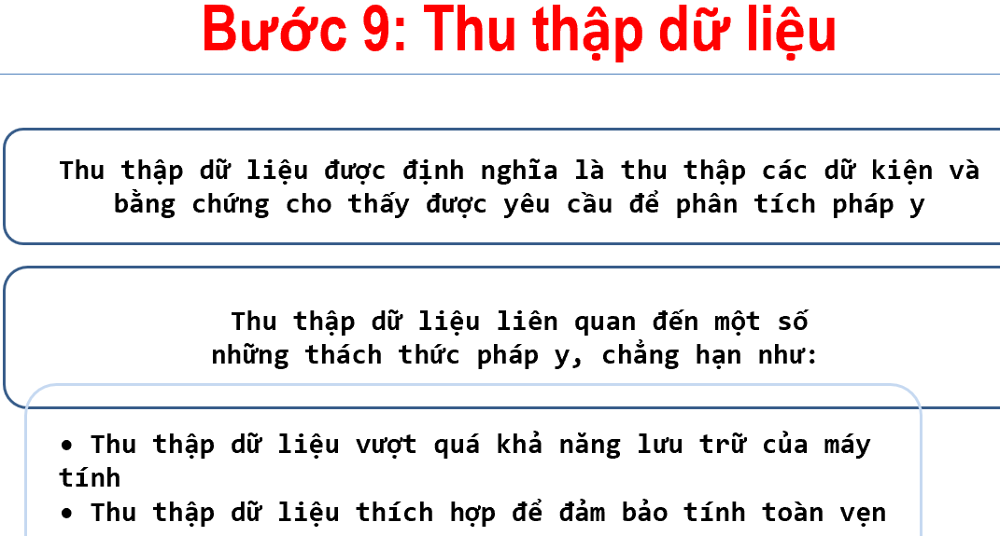 Bước 9: Thu thập dữ liệu
Thu thập dữ liệu được định nghĩa là thu thập các dữ kiện và
bằng chứng cho thấy được yêu cầu để phân tích pháp y
Thu thập dữ liệu liên quan đến một số
những thách thức pháp y, chẳng hạn như:
• Thu thập dữ liệu vượt quá khả năng lưu trữ của máy
tính
• Thu thập dữ liệu thích hợp để đảm bảo tính toàn vẹn